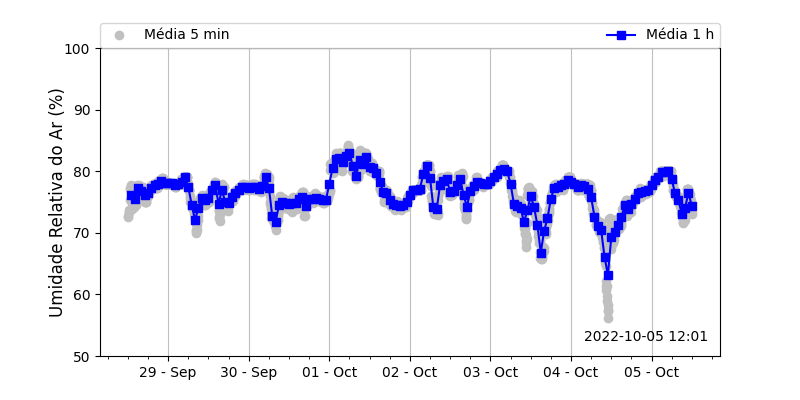 Média 5 min
Média 1 h
Umidade Relativa do Ar (%)
100
90
80
70
60
50
2022-10-05 12:01
29 - Sep
30 - Sep
01 - Oct
02 - Oct
03 - Oct
04 - Oct
05 - Oct